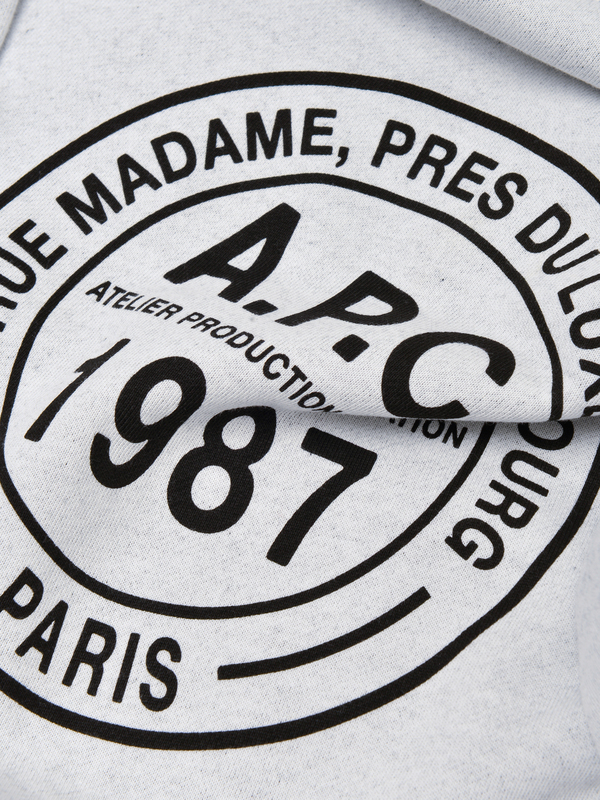 RUE MADAME, PRES DU LUXEMBOURG
A.P.C
ATELIER PRODUCTION
1987
PARIS